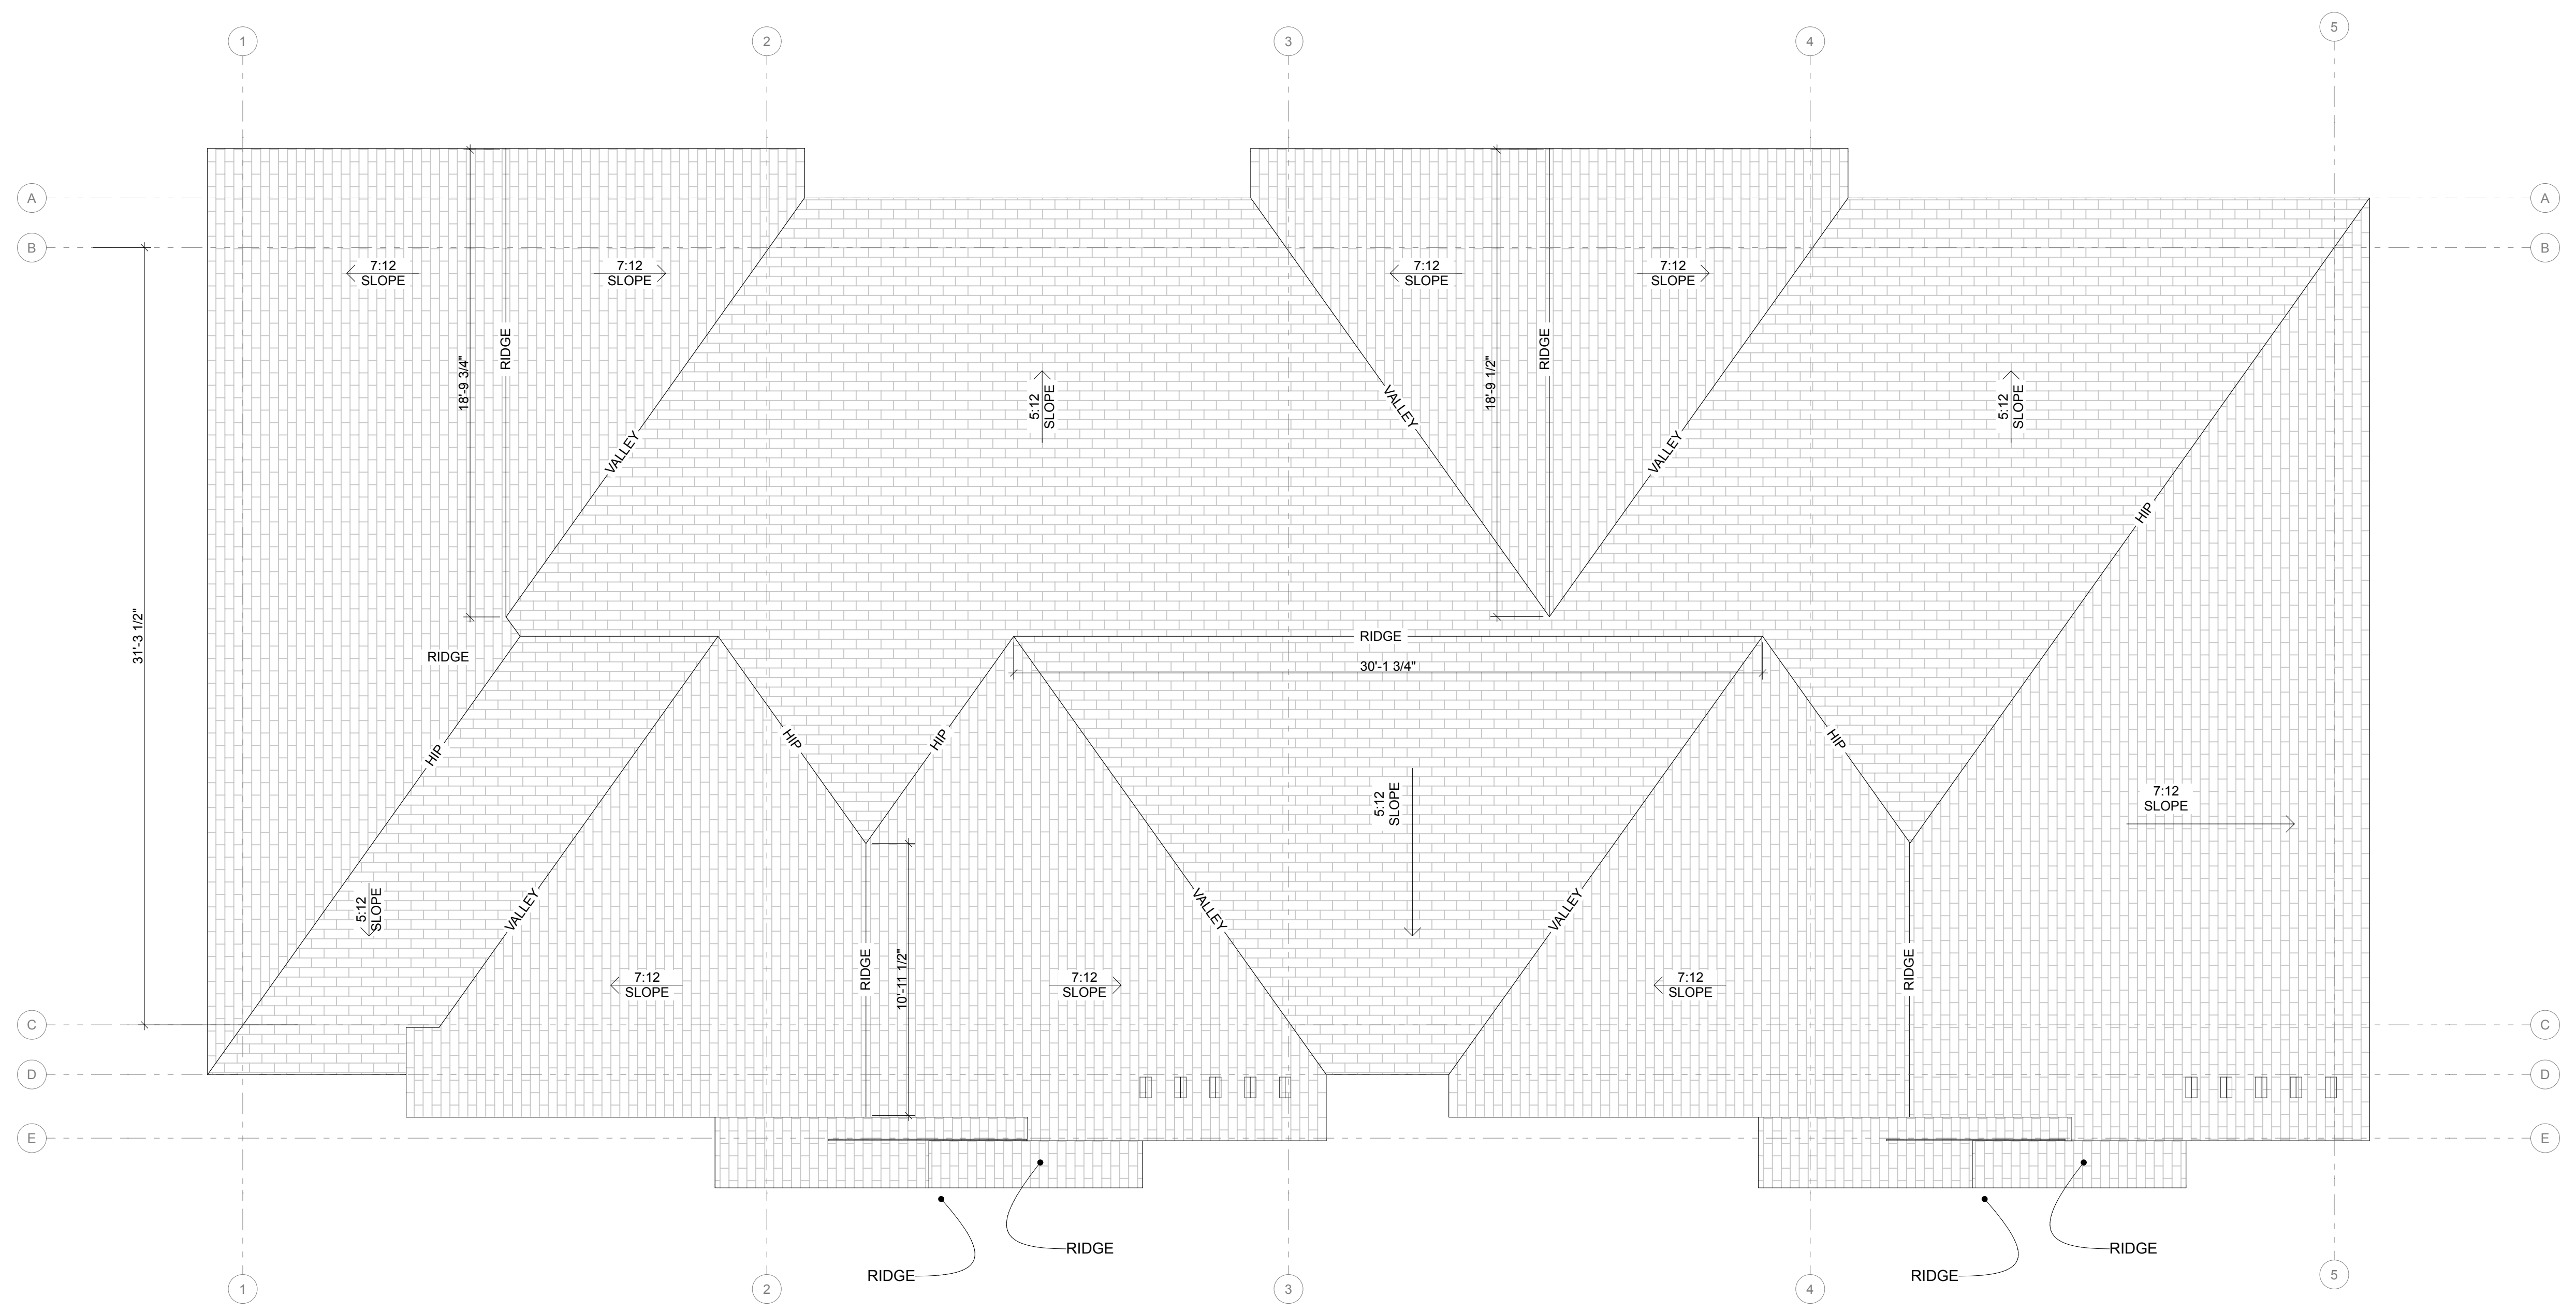 1
2
3
4
5
A
A
B
B
7:12
SLOPE
7:12
SLOPE
7:12
SLOPE
7:12
SLOPE
RIDGE
18'-9 3/4"
RIDGE
18'-9 1/2"
5:12
SLOPE
5:12
SLOPE
VALLEY
VALLEY
VALLEY
HIP
31'-3 1/2"
RIDGE
RIDGE
30'-1 3/4"
HIP
HIP
HIP
HIP
5:12
SLOPE
7:12
SLOPE
5:12
SLOPE
VALLEY
VALLEY
VALLEY
RIDGE
10'-11 1/2"
RIDGE
7:12
SLOPE
7:12
SLOPE
7:12
SLOPE
C
C
D
D
E
E
RIDGE
RIDGE
RIDGE
RIDGE
1
2
3
4
5